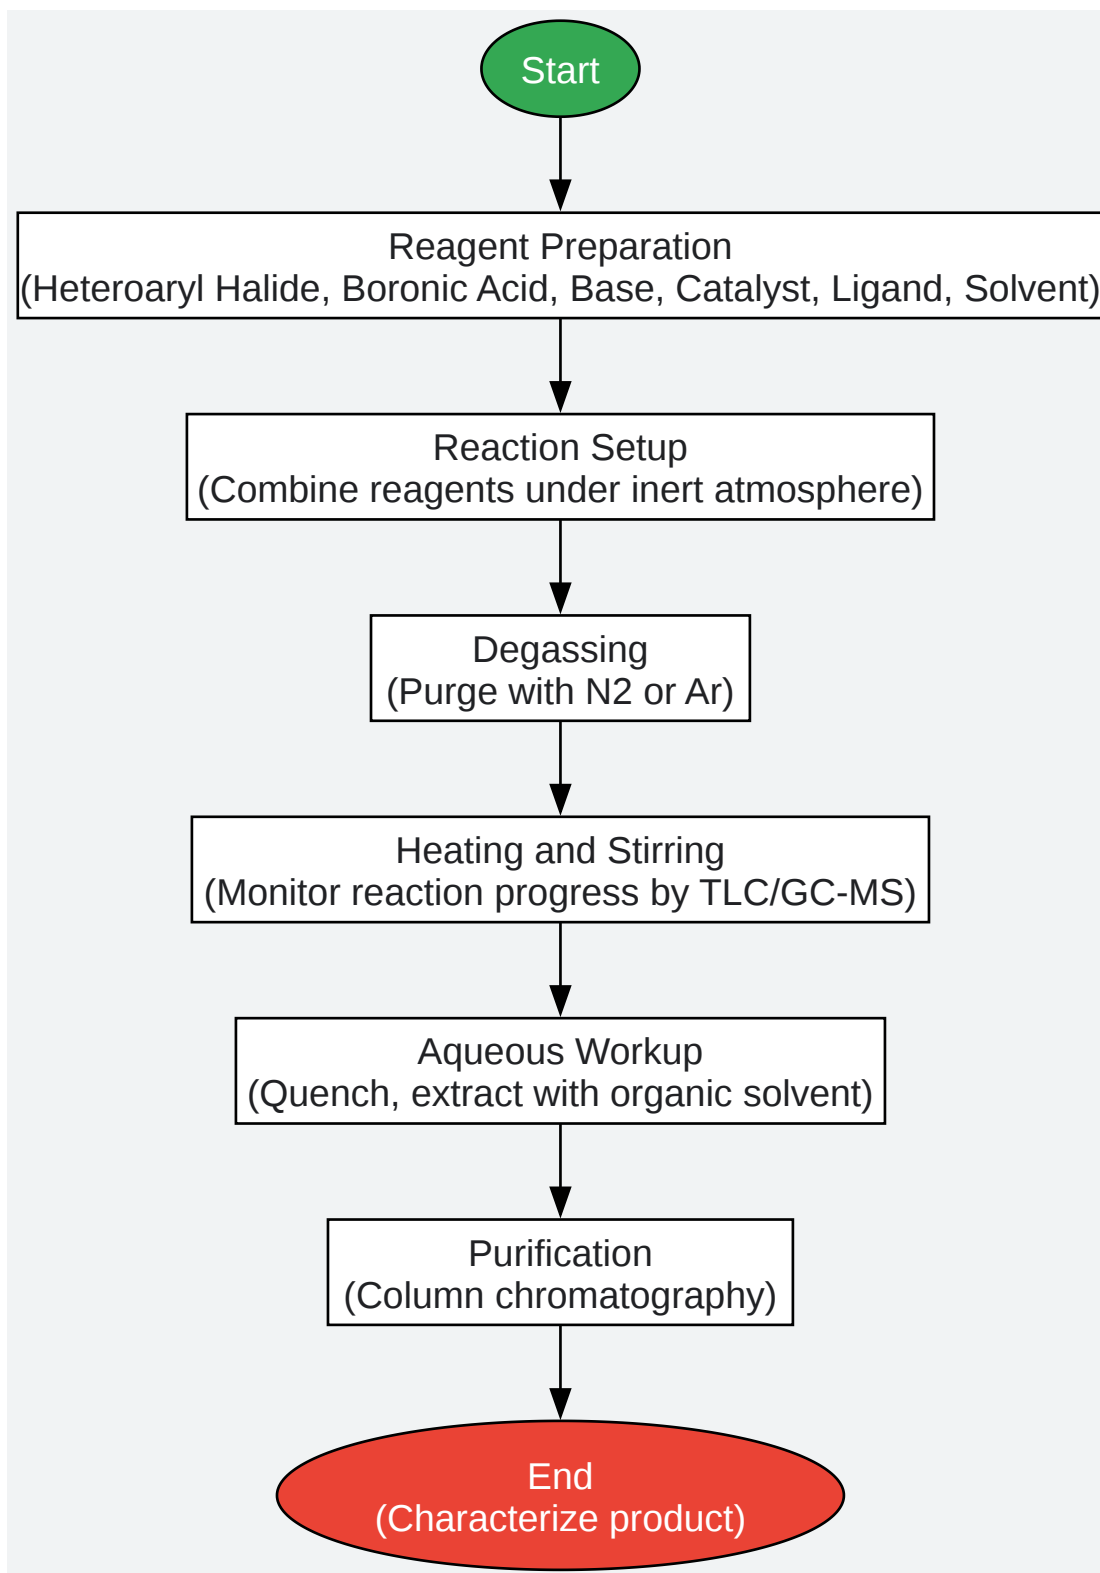 Start
Reagent Preparation
(Heteroaryl Halide, Boronic Acid, Base, Catalyst, Ligand, Solvent)
Reaction Setup
(Combine reagents under inert atmosphere)
Degassing
(Purge with N2 or Ar)
Heating and Stirring
(Monitor reaction progress by TLC/GC-MS)
Aqueous Workup
(Quench, extract with organic solvent)
Purification
(Column chromatography)
End
(Characterize product)